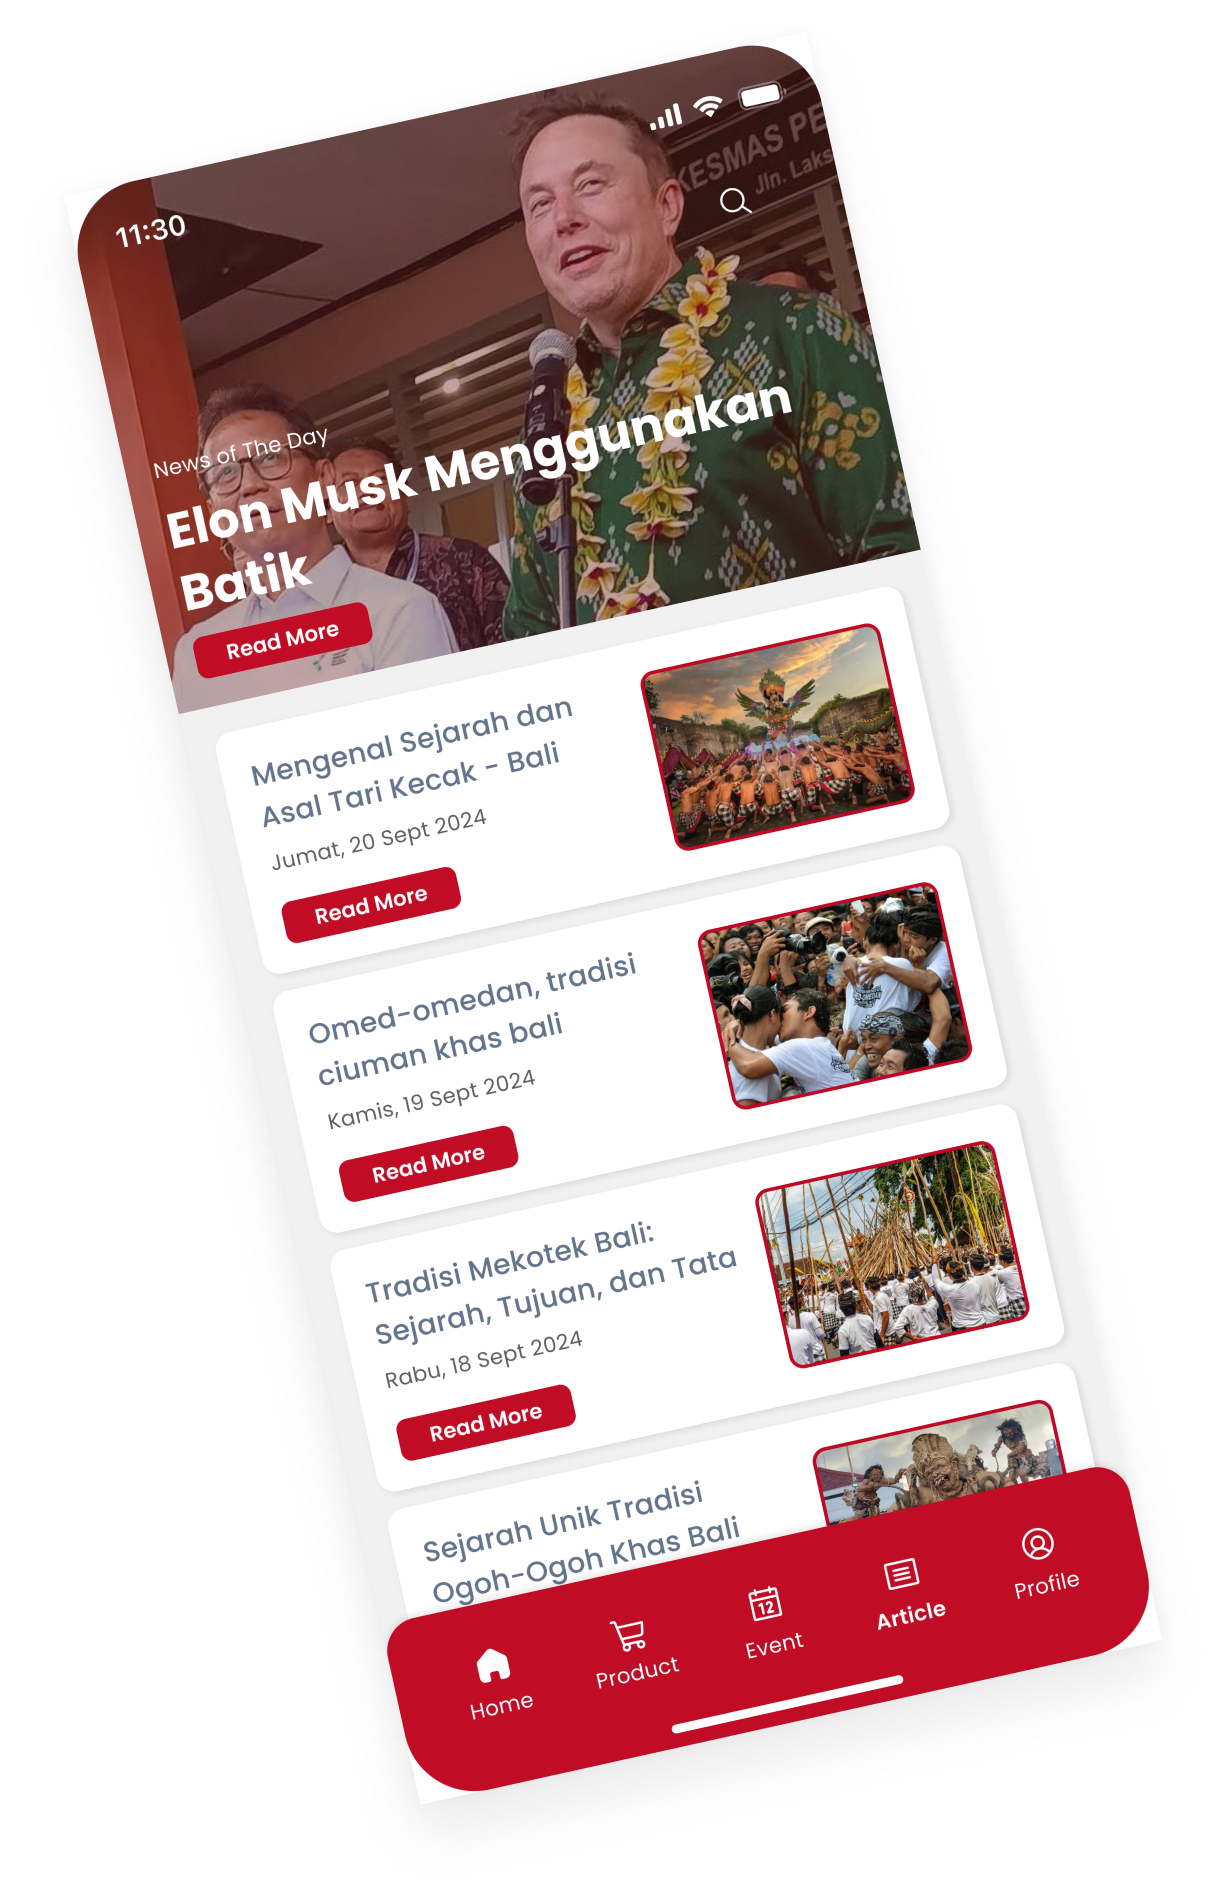 11:30
KESMAS PE
Jln. Laks
News of The Day
Elon Musk Menggunakan
Batik
Read More
Mengenal Sejarah dan
Asal Tari Kecak - Bali
Jumat, 20 Sept 2024
Read More
Omed-omedan, tradisi
ciuman khas bali
Kamis, 19 Sept 2024
Read More
Tradisi Mekotek Bali:
Sejarah, Tujuan, dan Tata
Rabu, 18 Sept 2024
Read More
Sejarah Unik Tradisi
Ogoh-Ogoh Khas Bali
12
Home
Product
Event
Article
Profile